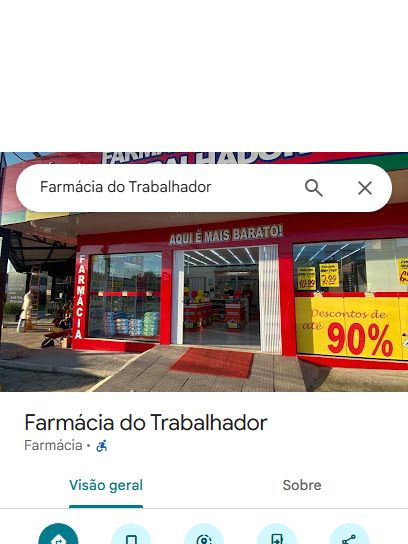 Farmácia do Trabalhador
AQUI É MAIS BARATO!
FARMÁCIA
Descontos de
até 90%
Farmácia do Trabalhador
Farmácia •
Visão geral
Sobre